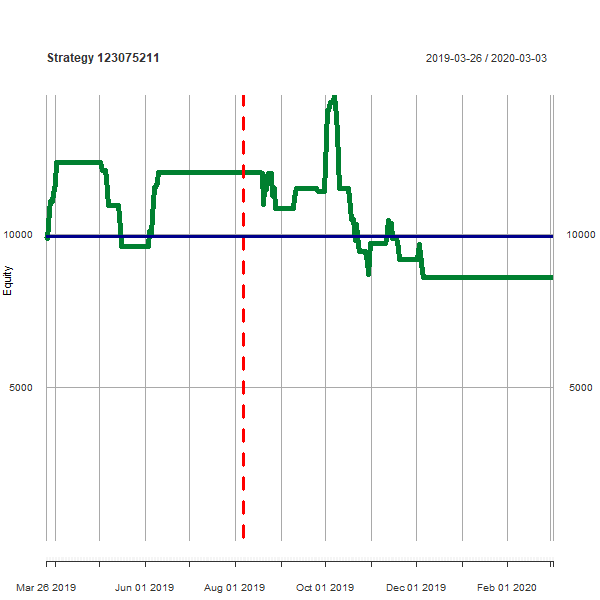 Strategy 123075211
2019-03-26 / 2020-03-03
10000
10000
Equity
5000
5000
Mar 26 2019
Jun 01 2019
Aug 01 2019
Oct 01 2019
Dec 01 2019
Feb 01 2020